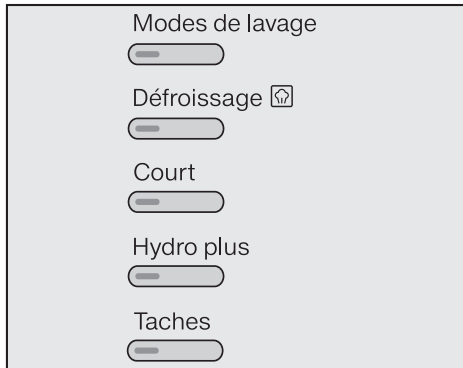 Modes de lavage
Défroissage
Court
Hydro plus
Taches